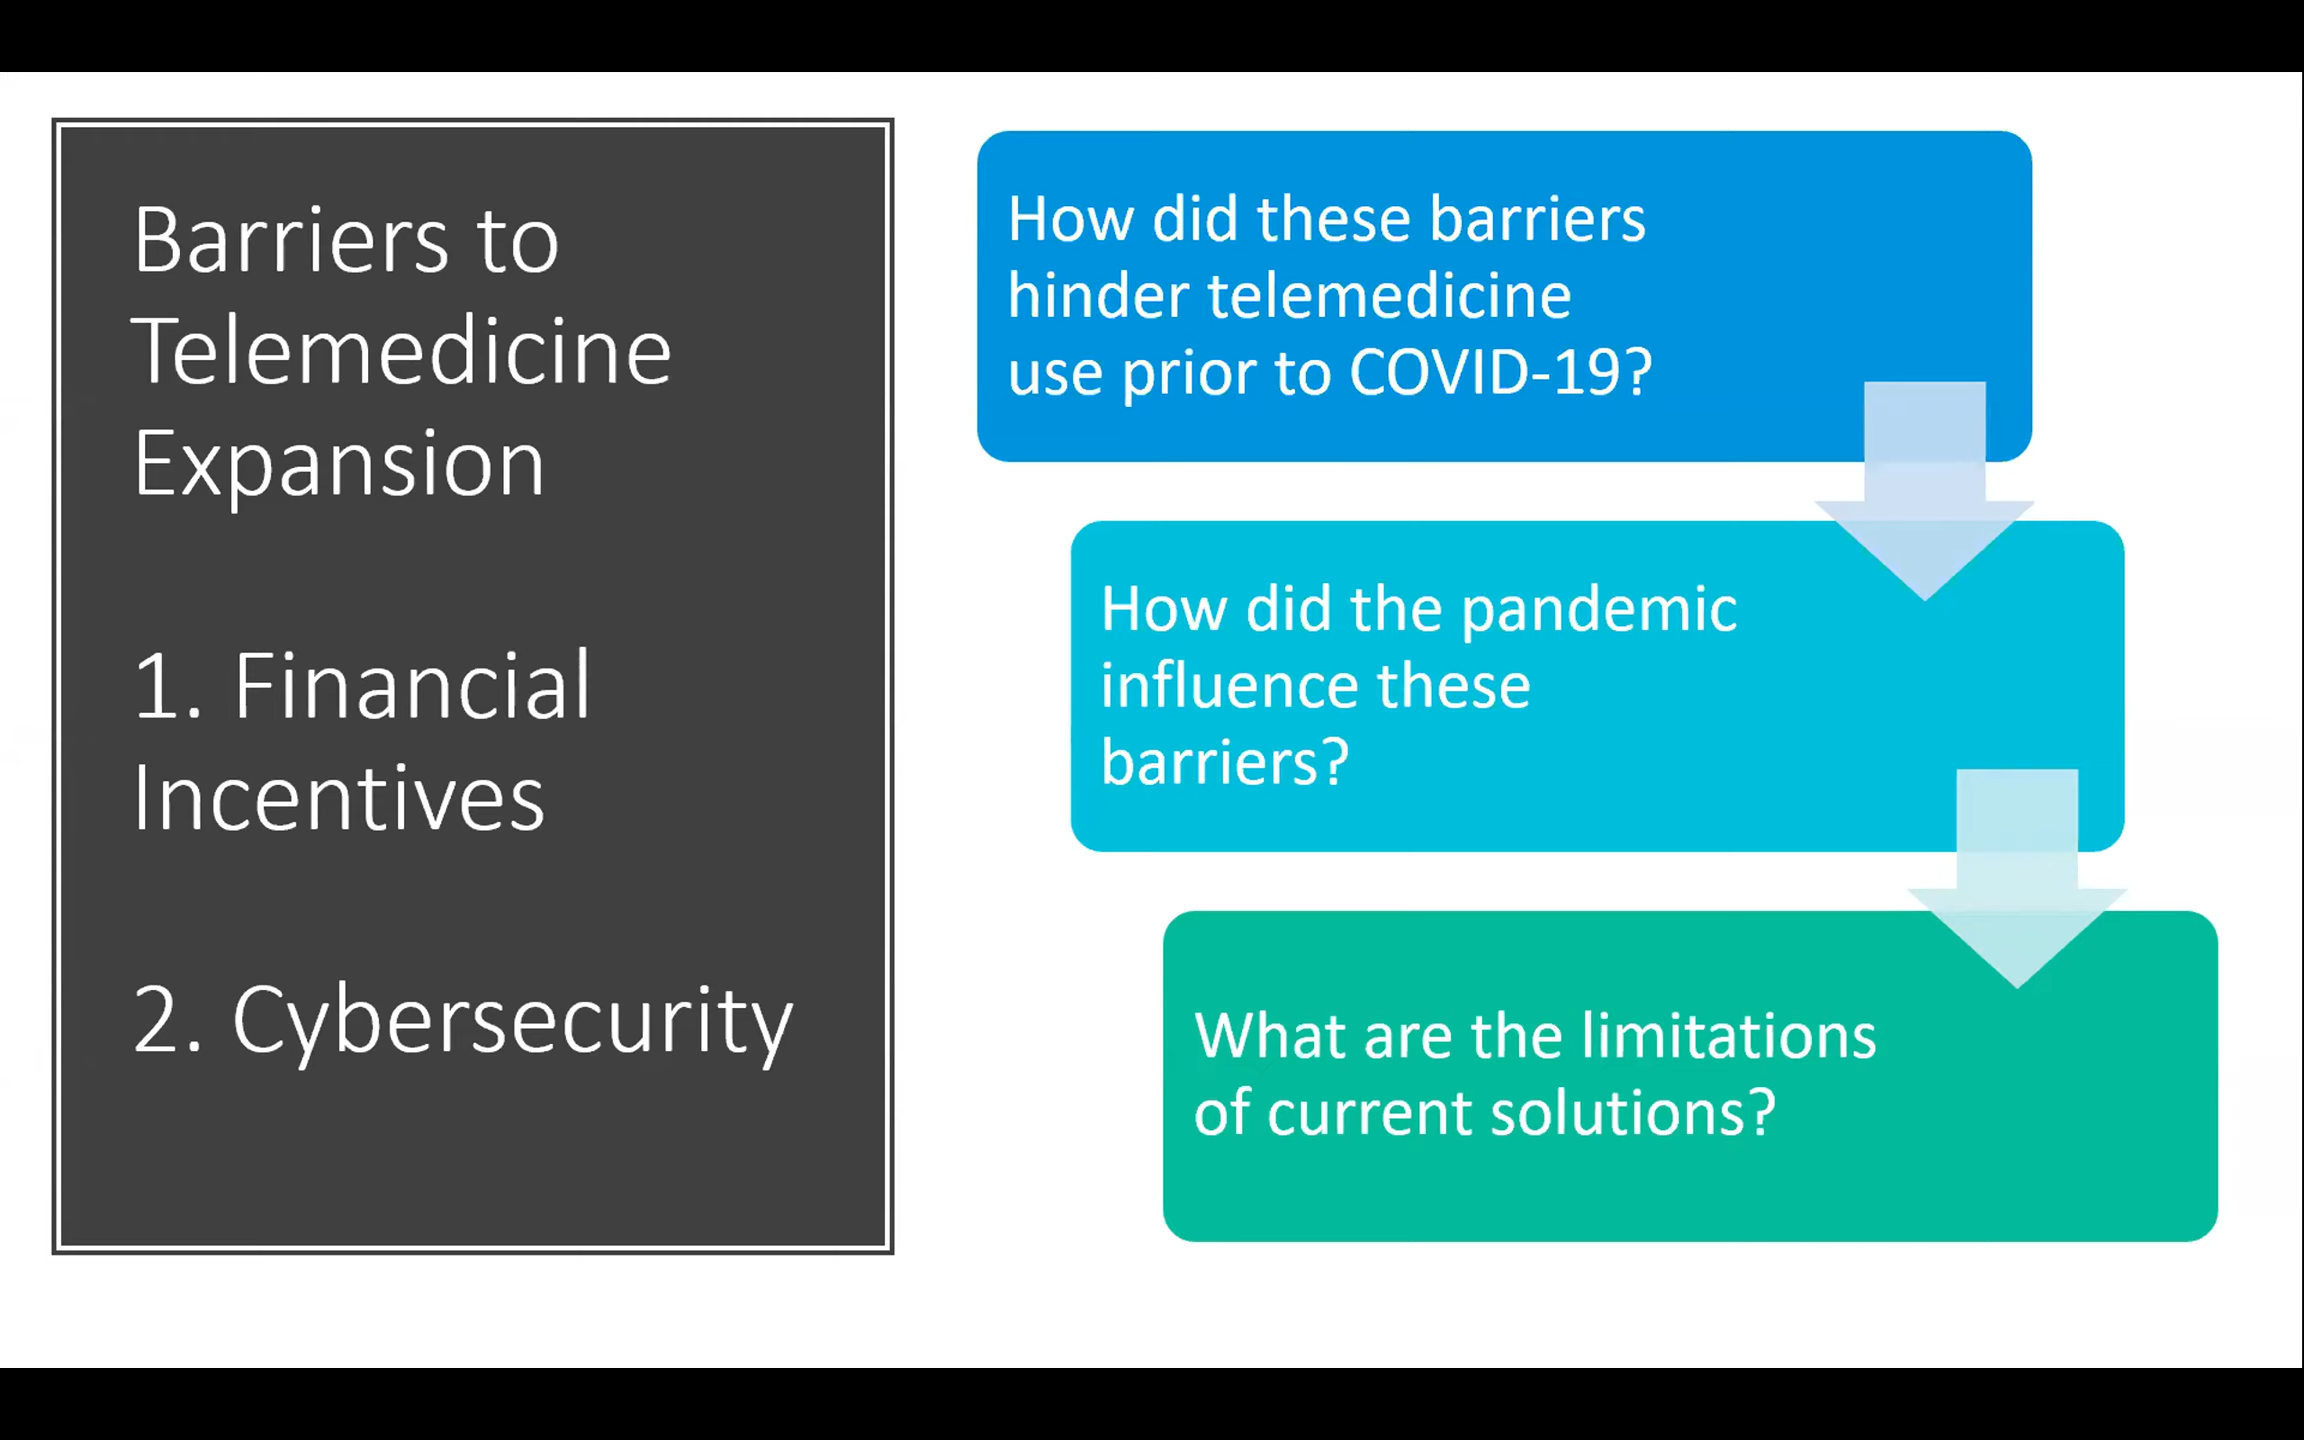 Barriers to
Telemedicine
Expansion
1. Financial
Incentives
2. Cybersecurity
How did these barriers
hinder telemedicine
use prior to COVID-19?
How did the pandemic
influence these
barriers?
What are the limitations
of current solutions?